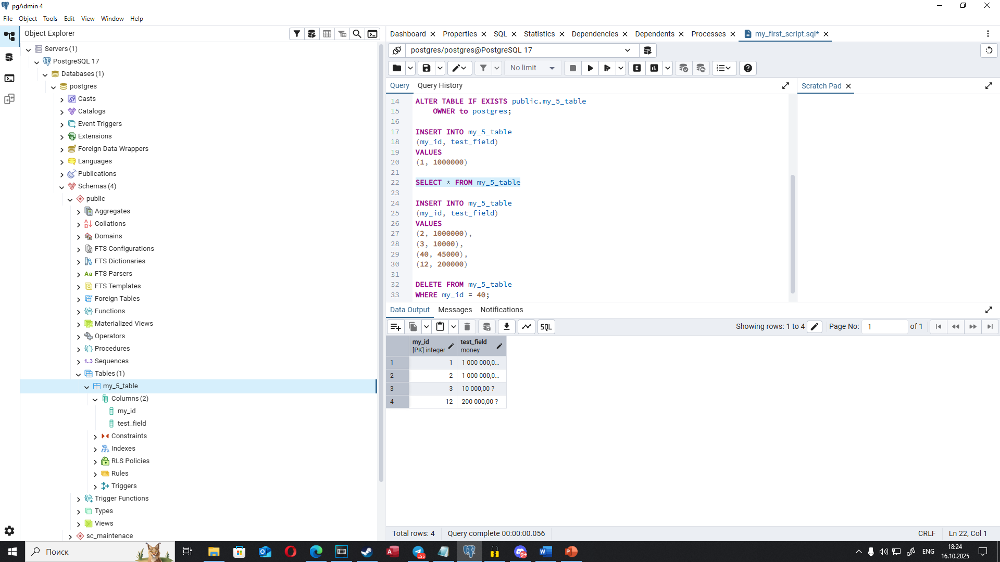 pgAdmin 4
File Object Tools Edit View Window Help
Object Explorer
Servers (1)
PostgreSQL 17
Databases (1)
postgres
Casts
Catalogs
Event Triggers
Extensions
Foreign Data Wrappers
Languages
Publications
Schemas (4)
public
Aggregates
Collations
Domains
FTS Configurations
FTS Dictionaries
Aa FTS Parsers
FTS Templates
Foreign Tables
Functions
Materialized Views
Operators
Procedures
1..3 Sequences
Tables (1)
my_5_table
Columns (2)
my_id
test_field
Constraints
Indexes
RLS Policies
Rules
Triggers
Trigger Functions
Types
Views
sc_maintenace
Dashboard Properties SQL Statistics Dependencies Dependents Processes my_first_script.sql*
postgres/postgres@PostgreSQL 17
No limit
E
Query Query History
Scratch Pad
14 ALTER TABLE IF EXISTS public.my_5_table
15 OWNER to postgres;
16
17 INSERT INTO my_5_table
18 (my_id, test_field)
19 VALUES
20 (1, 1000000)
21
22 SELECT * FROM my_5_table
23
24 INSERT INTO my_5_table
25 (my_id, test_field)
26 VALUES
27 (2, 1000000),
28 (3, 10000),
29 (40, 45000),
30 (12, 200000)
31
32 DELETE FROM my_5_table
33 WHERE my_id = 40;
Data Output Messages Notifications
SQL Showing rows: 1 to 4 Page No: 1 of 1
my_id test_field
[PK] integer money
1 1 1 000 000,0...
2 2 1 000 000,0...
3 3 10 000,00 ?
4 12 200 000,00 ?
Total rows: 4 Query complete 00:00:00.056 CRLF Ln 22, Col 1
Поиск
.55
9+
ENG
18:24
16.10.2025